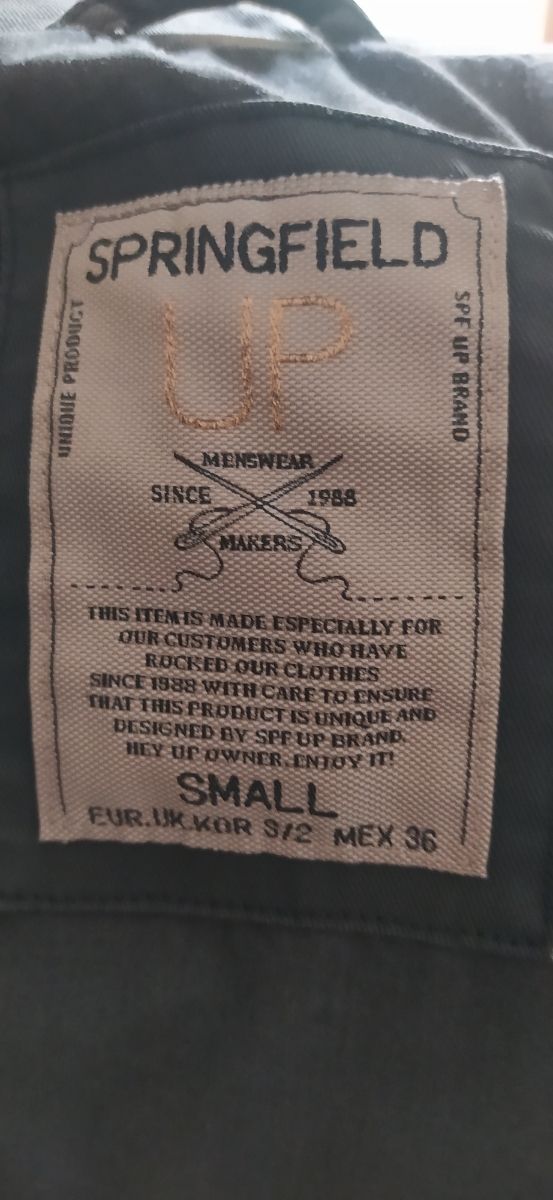 SPRINGFIELD
UP
UNIQUE PRODUCT
SPF UP BRAND
MENSWEAR
SINCE 1988
MAKERS
THIS ITEM IS MADE ESPECIALLY FOR
OUR CUSTOMERS WHO HAVE
ROCKED OUR CLOTHES
SINCE 1988 WITH CARE TO ENSURE
THAT THIS PRODUCT IS UNIQUE AND
DESIGNED BY SPF UP BRAND.
HEY UP OWNER, ENJOY IT!
SMALL
EUR.UK.KOR S/2 MEX 36